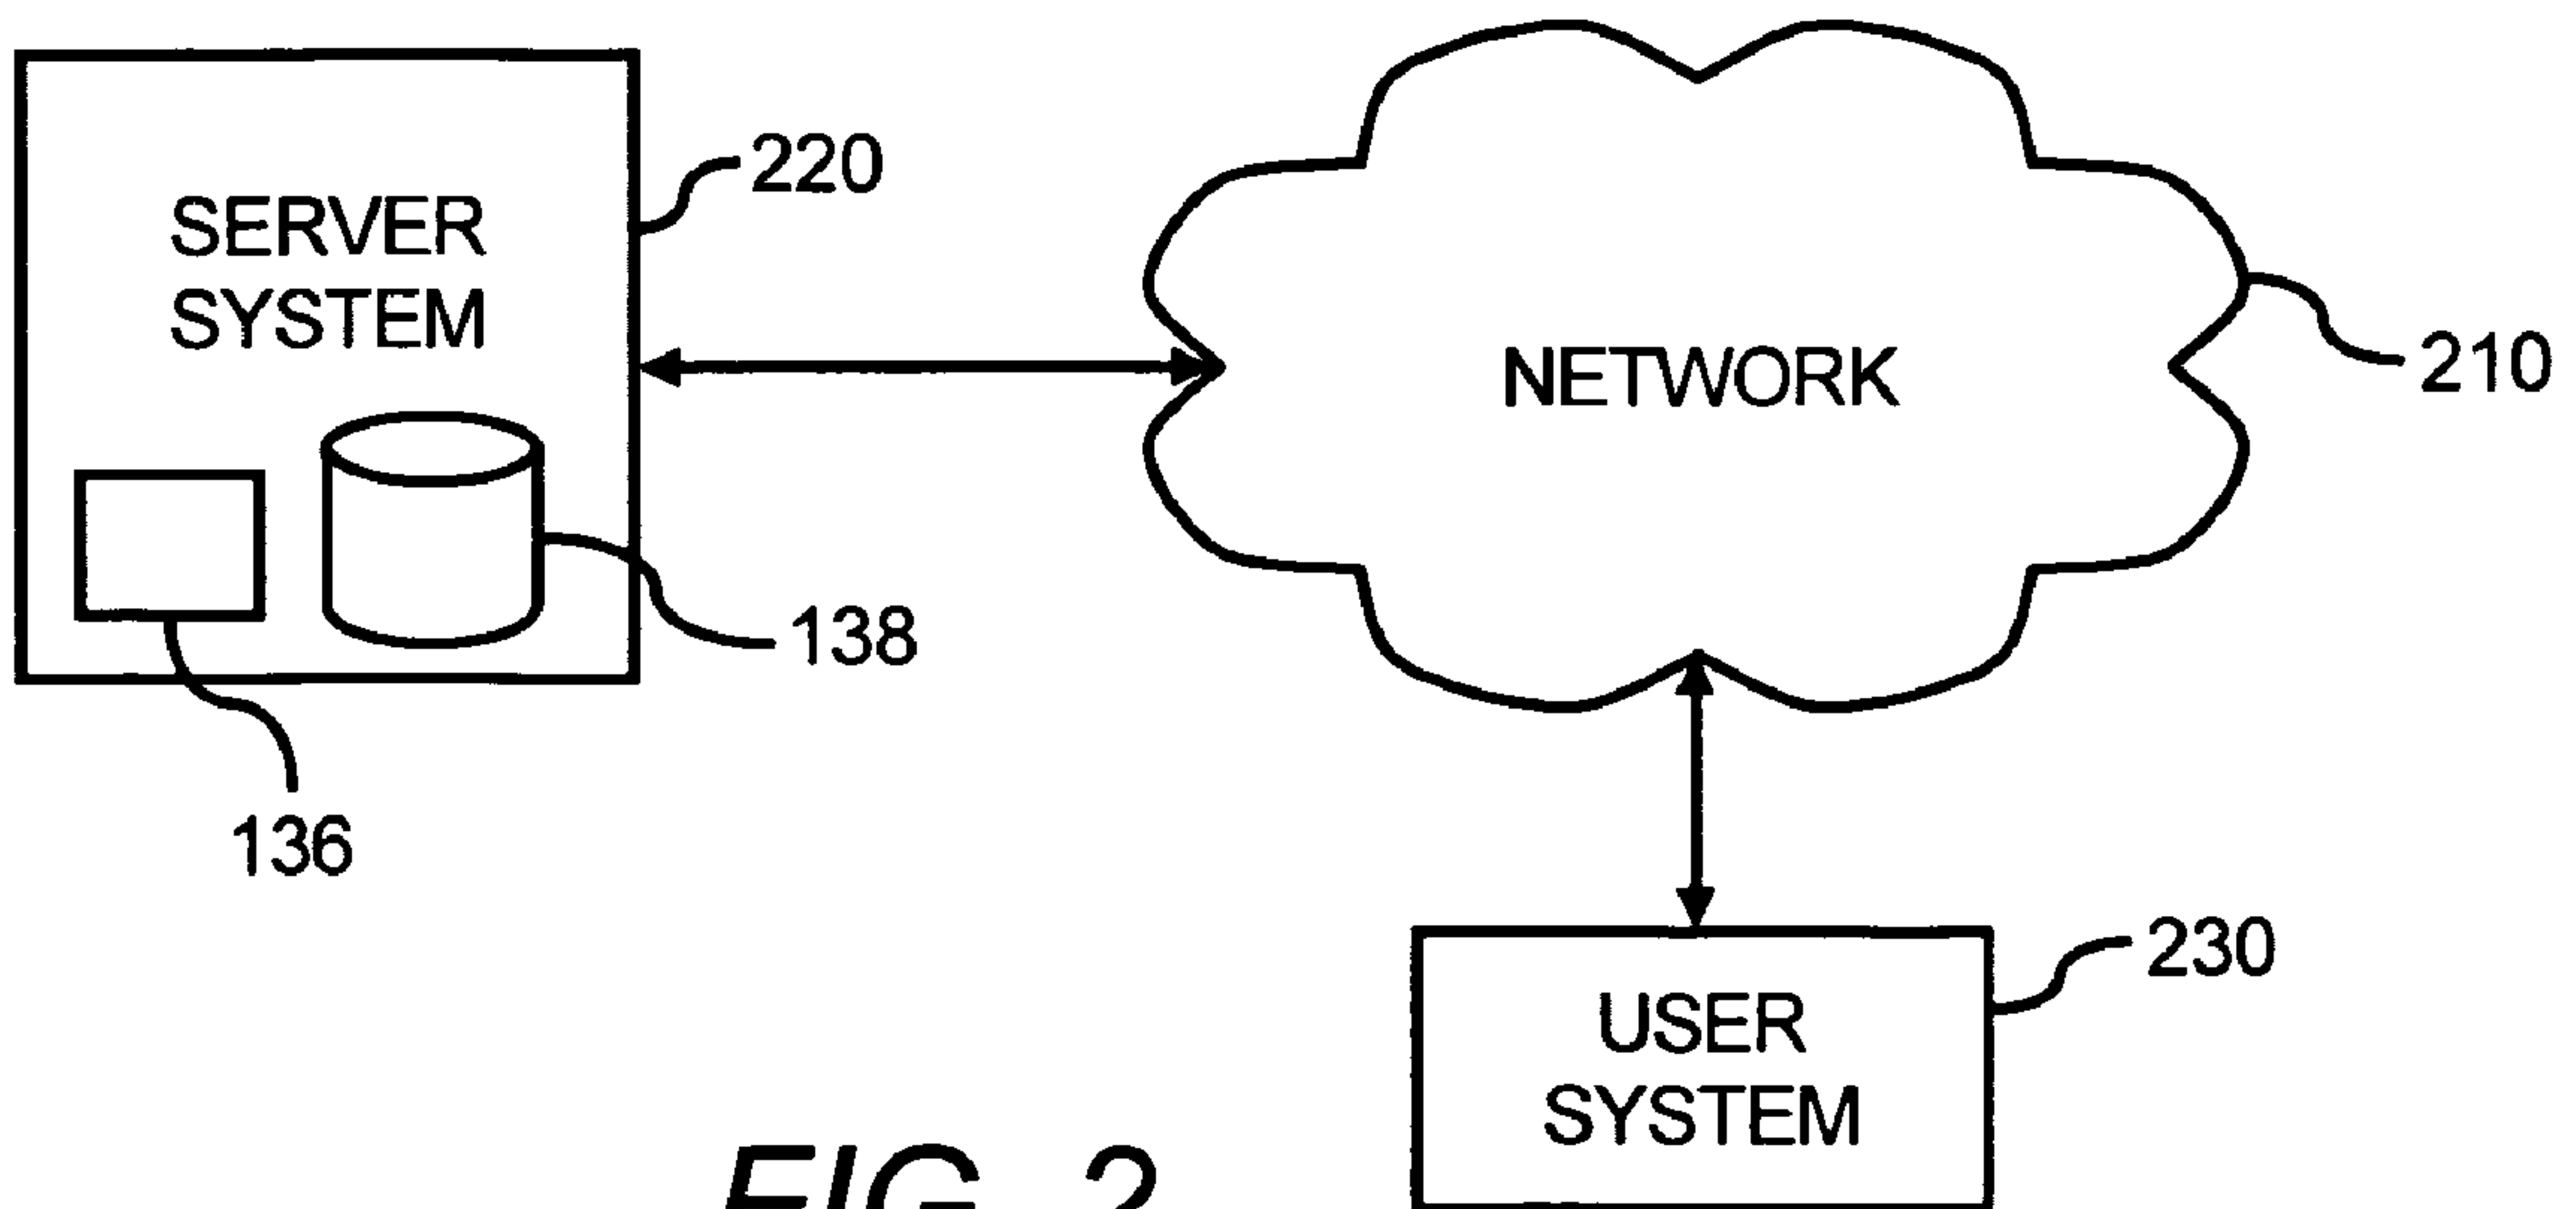 SERVER
SYSTEM
220
NETWORK
210
138
136
230
USER
SYSTEM
FIG. 2